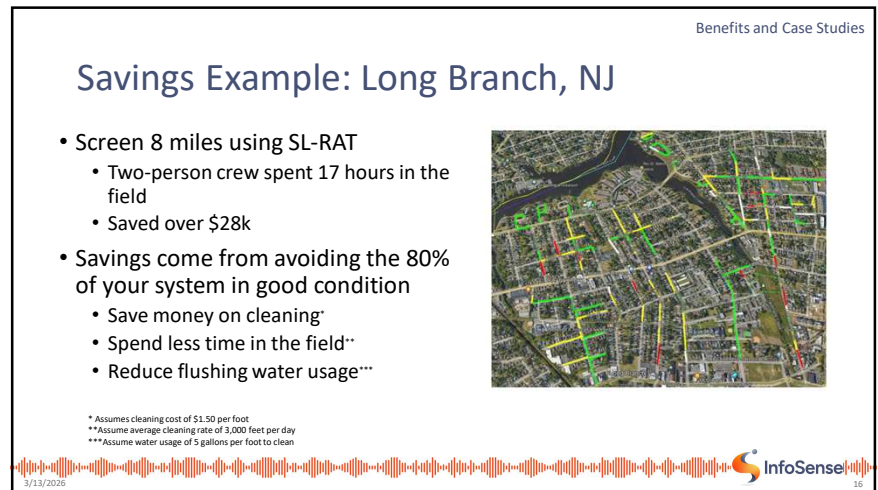 Benefits and Case Studies
Savings Example: Long Branch, NJ
• Screen 8 miles using SL-RAT
• Two-person crew spent 17 hours in the
field
• Saved over $28k
• Savings come from avoiding the 80%
of your system in good condition
• Save money on cleaning*
• Spend less time in the field**
• Reduce flushing water usage***
* Assumes cleaning cost of $1.50 per foot
**Assume average cleaning rate of 3,000 feet per day
***Assume water usage of 5 gallons per foot to clean
InfoSense
3/13/2026
16